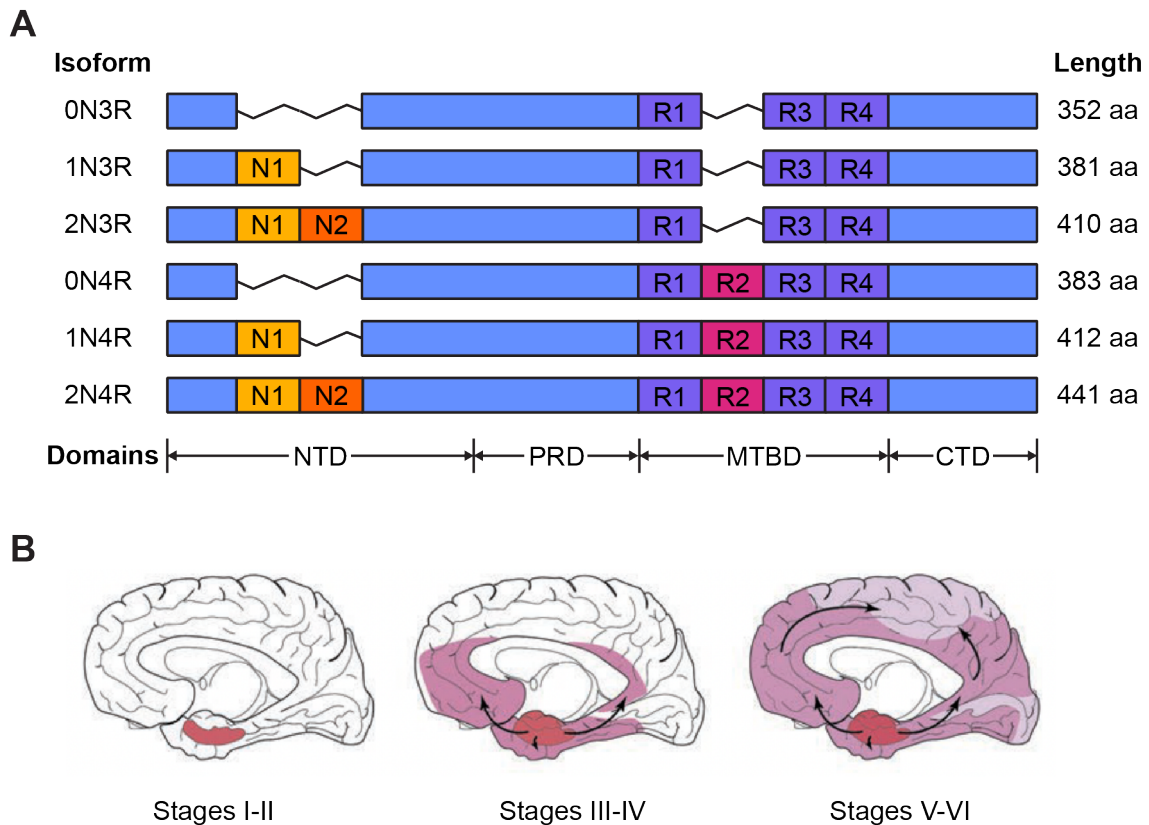 A
Isoform Length
0N3R R1 R3 R4 352 aa
1N3R N1 R1 R3 R4 381 aa
2N3R N1 N2 R1 R3 R4 410 aa
0N4R R1 R2 R3 R4 383 aa
1N4R N1 R1 R2 R3 R4 412 aa
2N4R N1 N2 R1 R2 R3 R4 441 aa
Domains NTD PRD MTBD CTD
B
Stages I-II Stages III-IV Stages V-VI